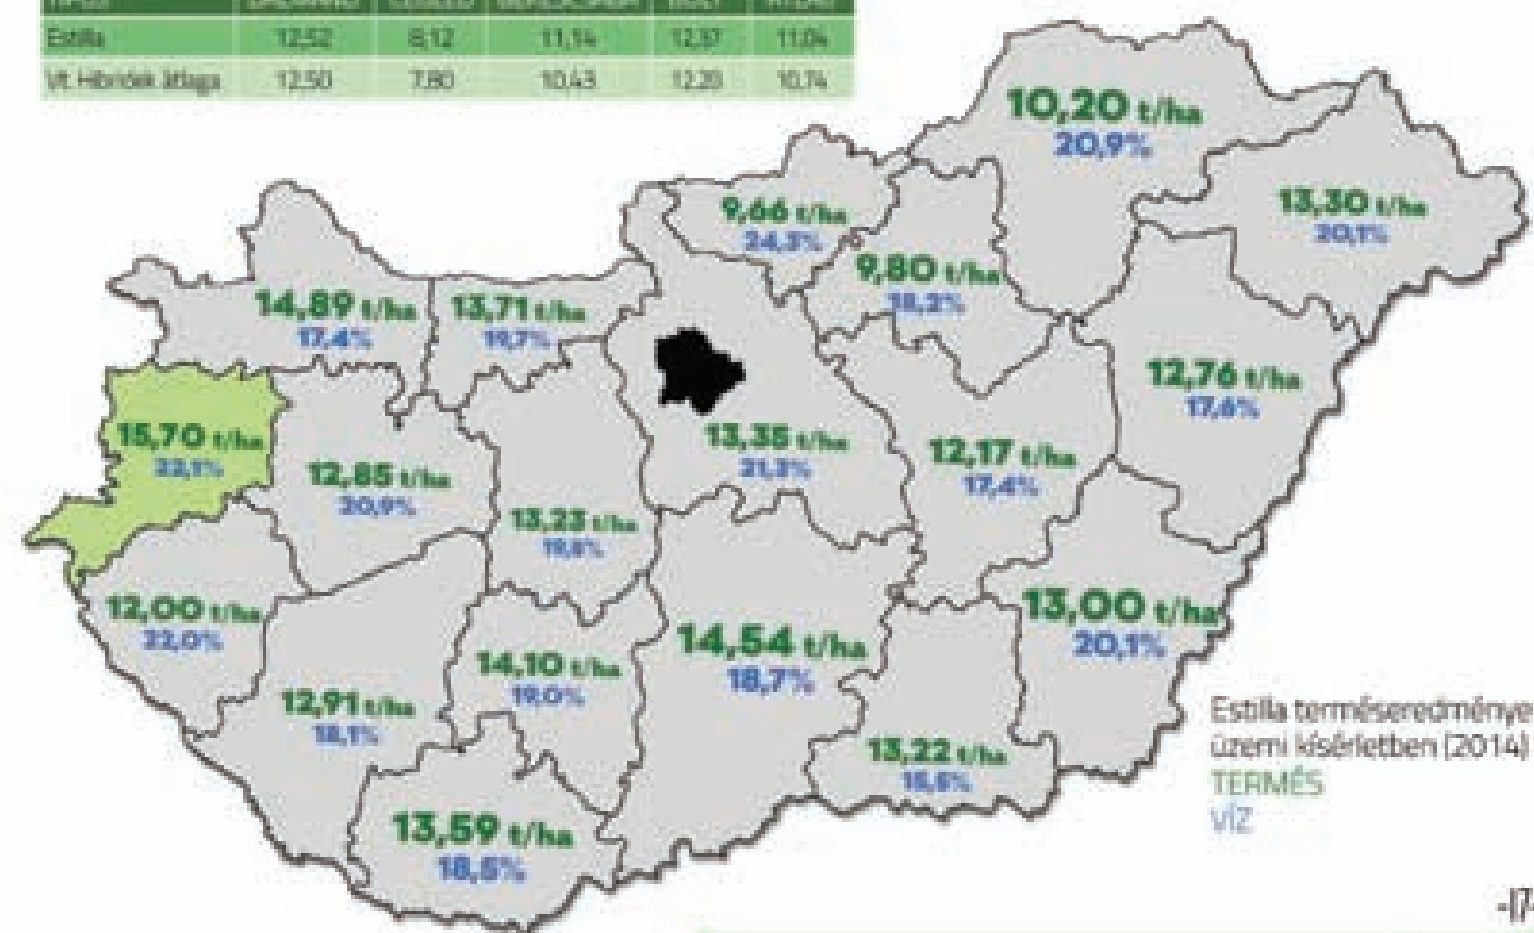 Estilla 12,52 8,12 11,14 12,37 11,04
Vt. Hibridek átlaga 12,50 7,80 10,43 12,20 10,74
10,20 t/ha
20,9%
9,66 t/ha
24,3%
13,30 t/ha
20,1%
9,80 t/ha
18,2%
14,89 t/ha
17,4%
13,71 t/ha
19,7%
12,76 t/ha
17,6%
15,70 t/ha
22,1%
12,85 t/ha
20,9%
13,35 t/ha
21,3%
12,17 t/ha
17,4%
13,23 t/ha
12,00 t/ha
22,0%
13,00 t/ha
20,1%
14,54 t/ha
18,7%
14,10 t/ha
19,0%
12,91 t/ha
18,1%
13,22 t/ha
13,59 t/ha
18,5%
Estilla terméseredménye
üzemi kísérletben (2014)
TERMÉS
VÍZ